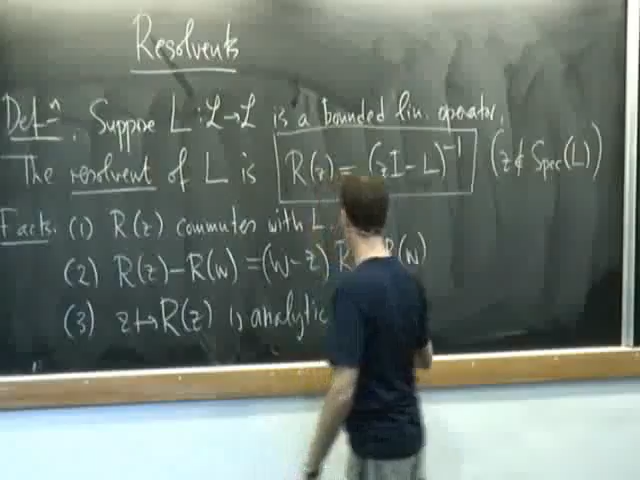 Resolvents
Def^n. Suppose L : ℒ → ℒ is a bounded lin. operator.
The resolvent of L is R(z) = (zI - L)^{-1} (z ∉ Spec(L))
Facts. (1) R(z) commutes with L
(2) R(z) - R(w) = (w - z) R R(w)
(3) z ↦ R(z) is analytic